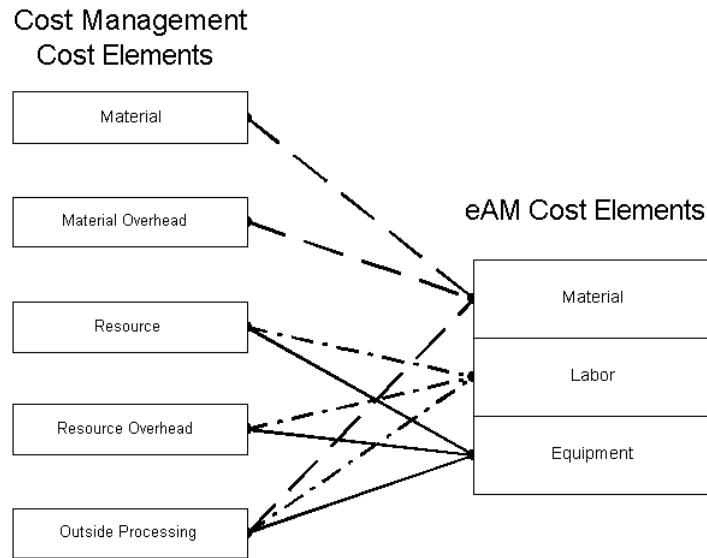 Cost Management
Cost Elements
Material
Material Overhead
Resource
Resource Overhead
Outside Processing
eAM Cost Elements
Material
Labor
Equipment